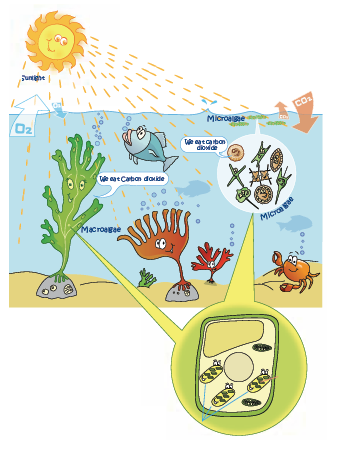 Sunlight
O2
CO2
Microalgae
We eat carbon
dioxide
We eat Carbon dioxide
Microalgae
Macroalgae